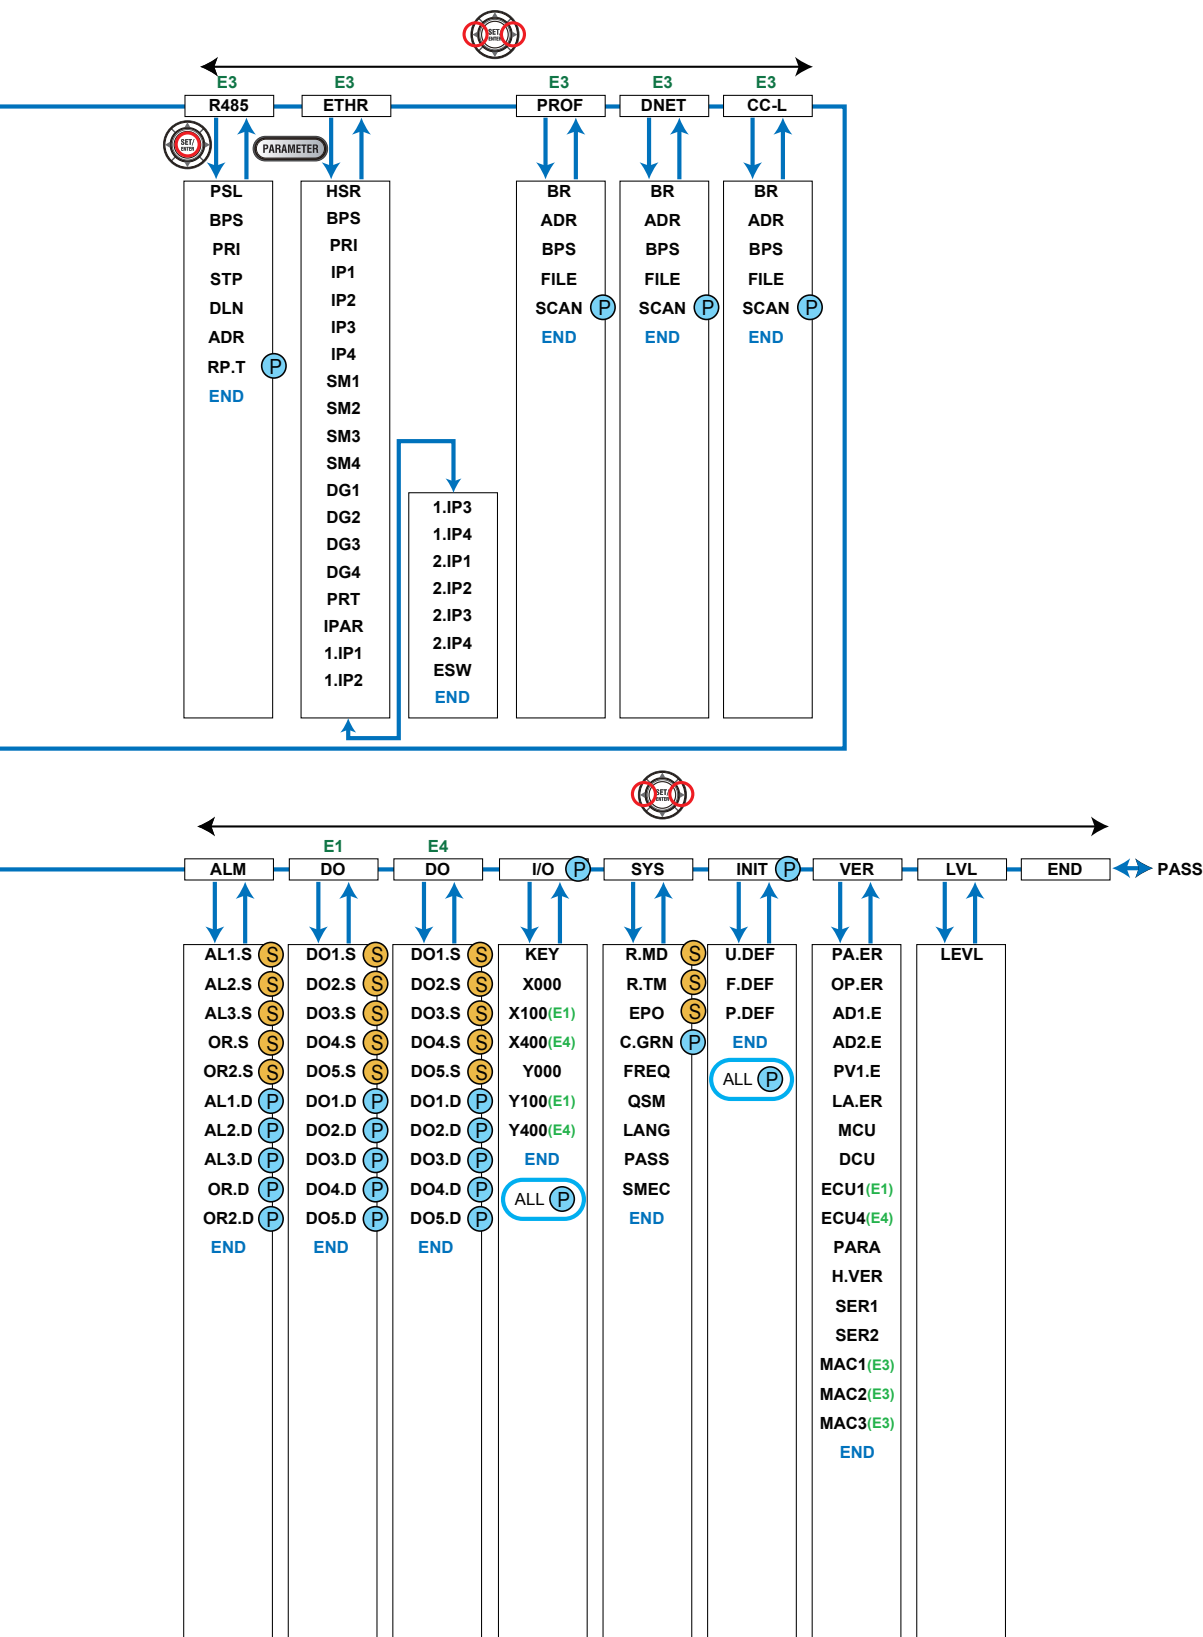 SET/
ENTER
E3 E3 E3 E3 E3
R485 ETHR PROF DNET CC-L
SET/
ENTER
PARAMETER
PSL
BPS
PRI
STP
DLN
ADR
RP.T P
END
HSR
BPS
PRI
IP1
IP2
IP3
IP4
SM1
SM2
SM3
SM4
DG1
DG2
DG3
DG4
PRT
IPAR
1.IP1
1.IP2
1.IP3
1.IP4
2.IP1
2.IP2
2.IP3
2.IP4
ESW
END
BR
ADR
BPS
FILE
SCAN P
END
BR
ADR
BPS
FILE
SCAN P
END
BR
ADR
BPS
FILE
SCAN P
END
SET/
ENTER
E1 E4
ALM DO DO I/O P SYS INIT P VER LVL END PASS
AL1.S S
AL2.S S
AL3.S S
OR.S S
OR2.S S
AL1.D P
AL2.D P
AL3.D P
OR.D P
OR2.D P
END
DO1.S S
DO2.S S
DO3.S S
DO4.S S
DO5.S S
DO1.D P
DO2.D P
DO3.D P
DO4.D P
DO5.D P
END
DO1.S S
DO2.S S
DO3.S S
DO4.S S
DO5.S S
DO1.D P
DO2.D P
DO3.D P
DO4.D P
DO5.D P
END
KEY
X000
X100(E1)
X400(E4)
Y000
Y100(E1)
Y400(E4)
END
ALL P
R.MD S
R.TM S
EPO S
C.GRN P
FREQ
QSM
LANG
PASS
SMEC
END
U.DEF
F.DEF
P.DEF
END
ALL P
PA.ER
OP.ER
AD1.E
AD2.E
PV1.E
LA.ER
MCU
DCU
ECU1(E1)
ECU4(E4)
PARA
H.VER
SER1
SER2
MAC1(E3)
MAC2(E3)
MAC3(E3)
END
LEVL